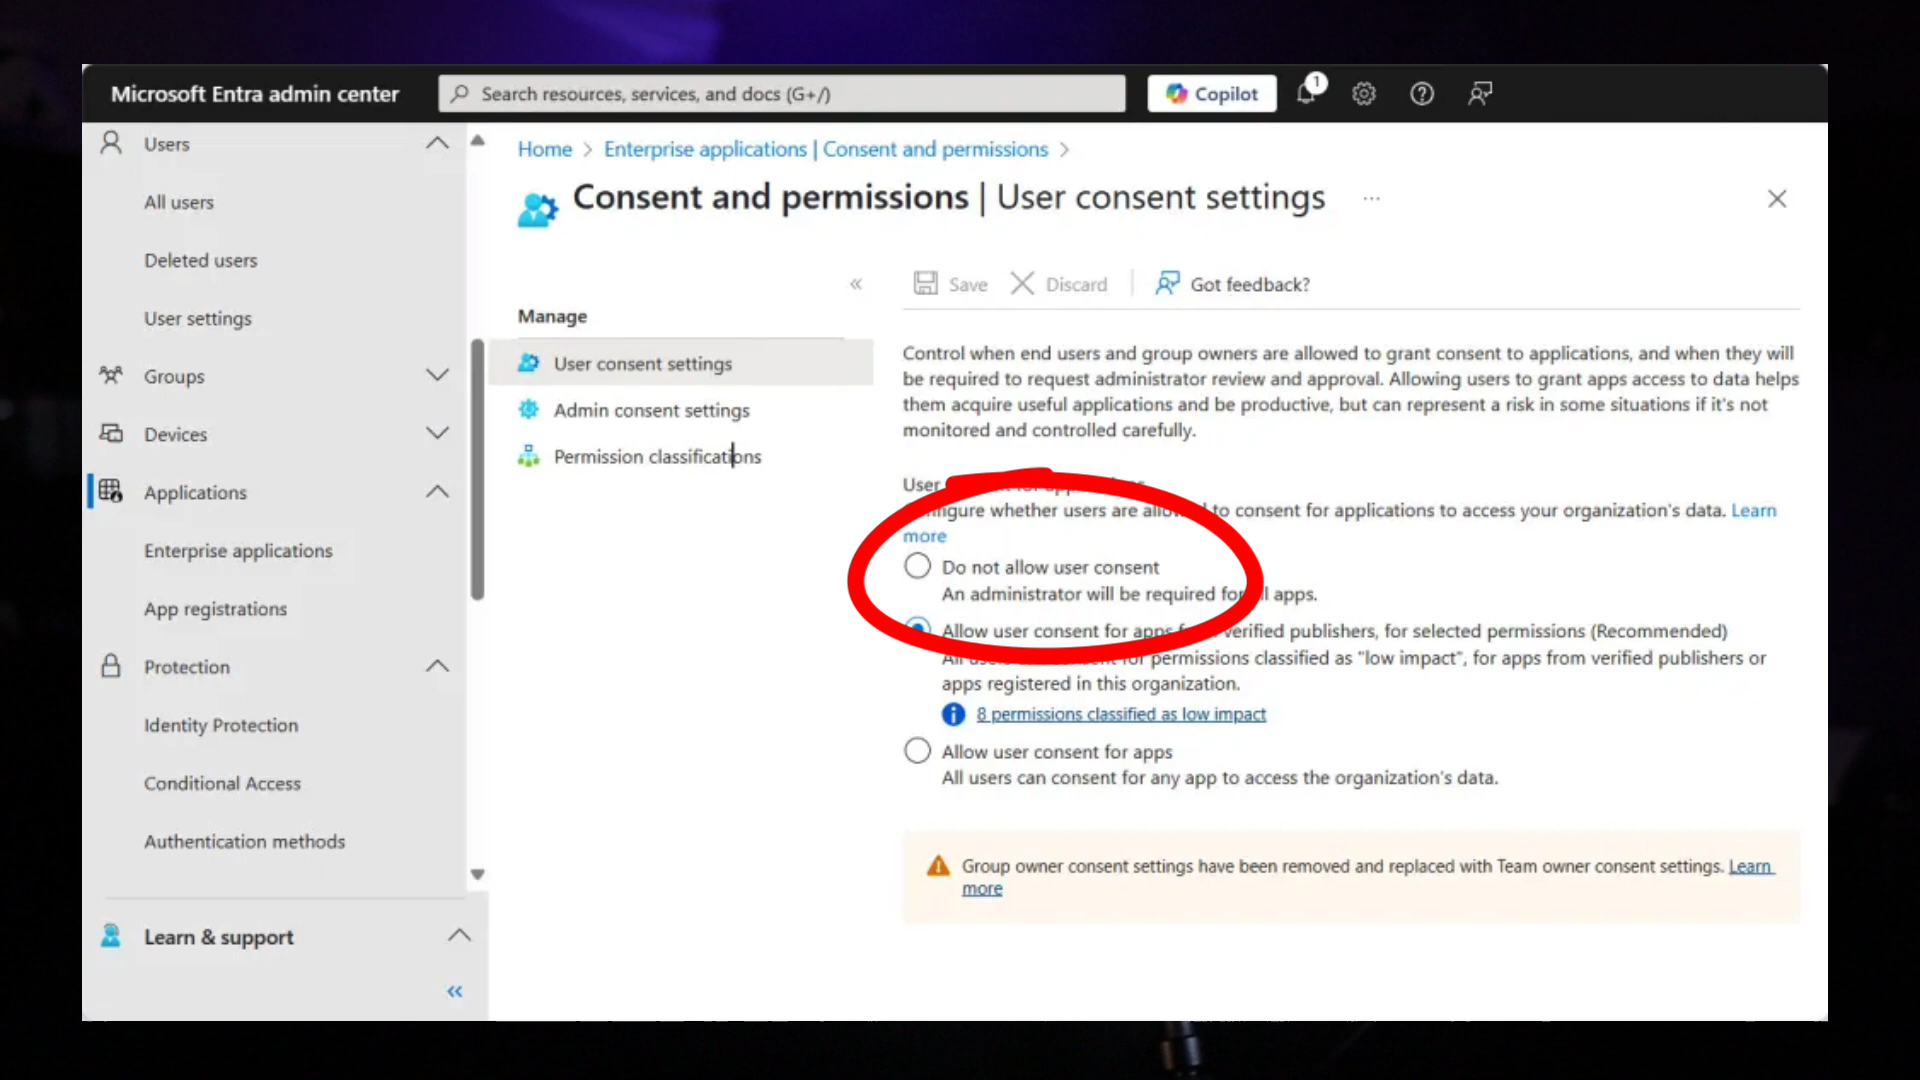 Microsoft Entra admin center
Search resources, services, and docs (G+/)
Copilot
1
Users
All users
Deleted users
User settings
Groups
Devices
Applications
Enterprise applications
App registrations
Protection
Identity Protection
Conditional Access
Authentication methods
Learn & support
Home > Enterprise applications | Consent and permissions >
Consent and permissions | User consent settings ...
Save Discard Got feedback?
Manage
User consent settings
Admin consent settings
Permission classifications
Control when end users and group owners are allowed to grant consent to applications, and when they will
be required to request administrator review and approval. Allowing users to grant apps access to data helps
them acquire useful applications and be productive, but can represent a risk in some situations if it's not
monitored and controlled carefully.
User for
whether users are to consent for applications to access your organization's data. Learn
more
Do not allow user consent
An administrator will be required for apps.
Allow user consent for apps verified publishers, for selected permissions (Recommended)
permissions classified as "low impact", for apps from verified publishers or
apps registered in this organization.
8 permissions classified as low impact
Allow user consent for apps
All users can consent for any app to access the organization's data.
Group owner consent settings have been removed and replaced with Team owner consent settings. Learn
more